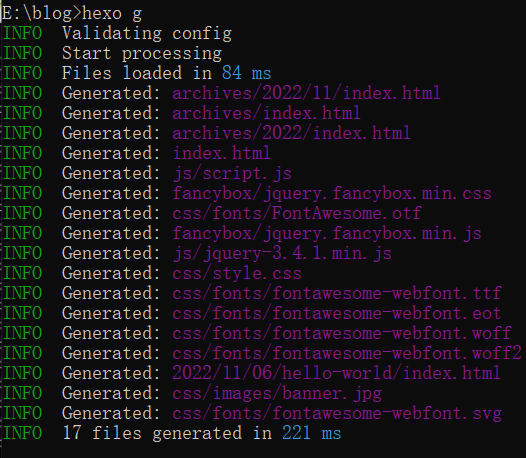 E:\blog>hexo g
INFO  Validating config
INFO  Start processing
INFO  Files loaded in 84 ms
INFO  Generated: archives/2022/11/index.html
INFO  Generated: archives/index.html
INFO  Generated: archives/2022/index.html
INFO  Generated: index.html
INFO  Generated: js/script.js
INFO  Generated: fancybox/jquery.fancybox.min.css
INFO  Generated: css/fonts/FontAwesome.otf
INFO  Generated: fancybox/jquery.fancybox.min.js
INFO  Generated: js/jquery-3.4.1.min.js
INFO  Generated: css/style.css
INFO  Generated: css/fonts/fontawesome-webfont.ttf
INFO  Generated: css/fonts/fontawesome-webfont.eot
INFO  Generated: css/fonts/fontawesome-webfont.woff
INFO  Generated: css/fonts/fontawesome-webfont.woff2
INFO  Generated: 2022/11/06/hello-world/index.html
INFO  Generated: css/images/banner.jpg
INFO  Generated: css/fonts/fontawesome-webfont.svg
INFO  17 files generated in 221 ms